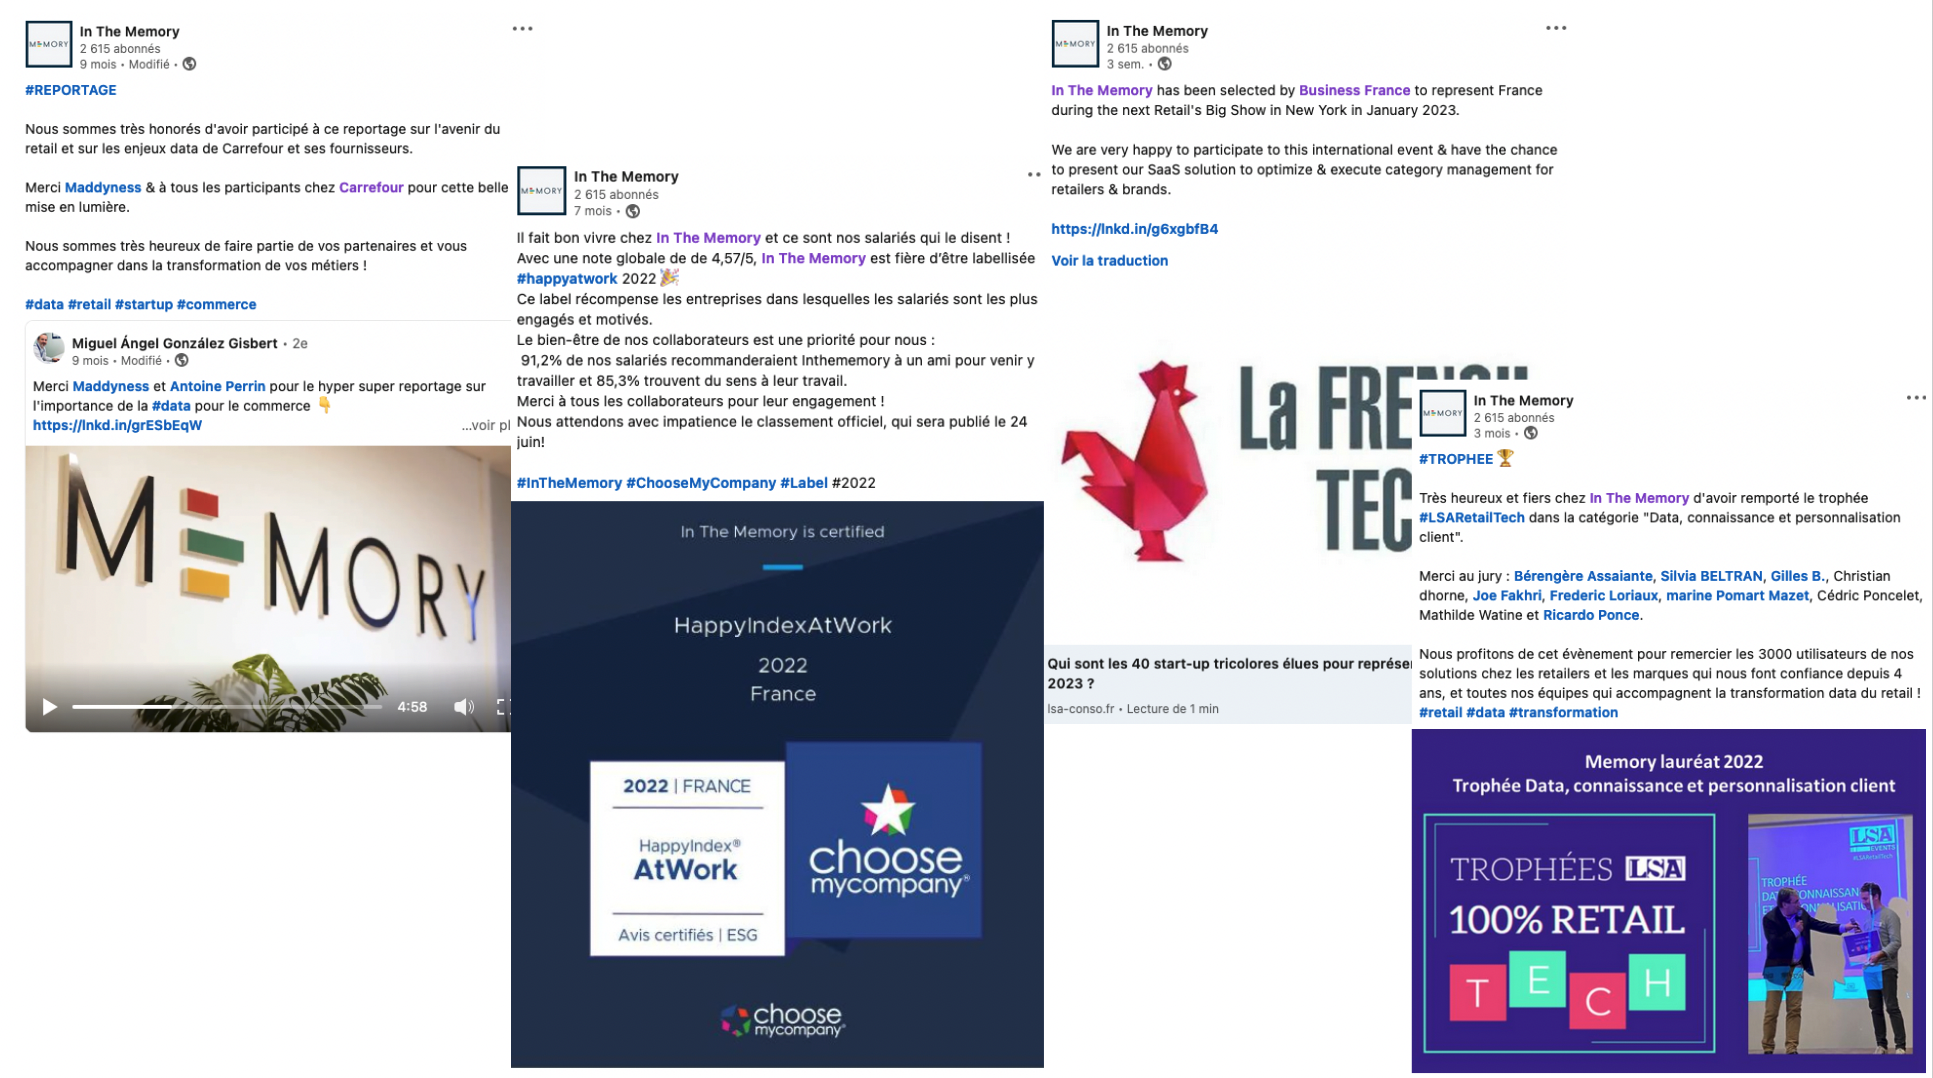 In The Memory
2 615 abonnés
9 mois • Modifié •
#REPORTAGE
Nous sommes très honorés d'avoir participé à ce reportage sur l'avenir du
retail et sur les enjeux data de Carrefour et ses fournisseurs.
Merci Maddyness & à tous les participants chez Carrefour pour cette belle
mise en lumière.
Nous sommes très heureux de faire partie de vos partenaires et vous
accompagner dans la transformation de vos métiers !
#data #retail #startup #commerce
Miguel Ángel González Gisbert • 2e
9 mois • Modifié •
Merci Maddyness et Antoine Perrin pour le hyper super reportage sur
l'importance de la #data pour le commerce 👇
https://lnkd.in/grESbEqW
...voir pl
MEMORY
4:58
MEMORY
In The Memory
2 615 abonnés
7 mois •
Il fait bon vivre chez In The Memory et ce sont nos salariés qui le disent !
Avec une note globale de de 4,57/5, In The Memory est fière d'être labellisée
#happyatwork 2022 🎉
Ce label récompense les entreprises dans lesquelles les salariés sont les plus
engagés et motivés.
Le bien-être de nos collaborateurs est une priorité pour nous :
91,2% de nos salariés recommanderaient Inthememory à un ami pour venir y
travailler et 85,3% trouvent du sens à leur travail.
Merci à tous les collaborateurs pour leur engagement !
Nous attendons avec impatience le classement officiel, qui sera publié le 24
juin!
#InTheMemory #ChooseMyCompany #Label #2022
In The Memory is certified
HappyIndexAtWork
2022
France
2022 | FRANCE
HappyIndex®
AtWork
Avis certifiés | ESG
choose
mycompany®
choose
mycompany®
MEMORY
In The Memory
2 615 abonnés
3 sem. •
In The Memory has been selected by Business France to represent France
during the next Retail's Big Show in New York in January 2023.
We are very happy to participate to this international event & have the chance
to present our SaaS solution to optimize & execute category management for
retailers & brands.
https://lnkd.in/g6xgbfB4
Voir la traduction
La FRENCH
TEC
Qui sont les 40 start-up tricolores élues pour représe
2023 ?
lsa-conso.fr • Lecture de 1 min
MEMORY
In The Memory
2 615 abonnés
3 mois •
#TROPHEE 🏆
Très heureux et fiers chez In The Memory d'avoir remporté le trophée
#LSARetailTech dans la catégorie "Data, connaissance et personnalisation
client".
Merci au jury : Bérengère Assaiante, Silvia BELTRAN, Gilles B., Christian
dhorne, Joe Fakhri, Frederic Loriaux, marine Pomart Mazet, Cédric Poncelet,
Mathilde Watine et Ricardo Ponce.
Nous profitons de cet évènement pour remercier les 3000 utilisateurs de nos
solutions chez les retailers et les marques qui nous font confiance depuis 4
ans, et toutes nos équipes qui accompagnent la transformation data du retail !
#retail #data #transformation
Memory lauréat 2022
Trophée Data, connaissance et personnalisation client
TROPHÉES LSA
100% RETAIL
TECH
LSA
EVENTS
#LSARetailTech
TROPHÉE